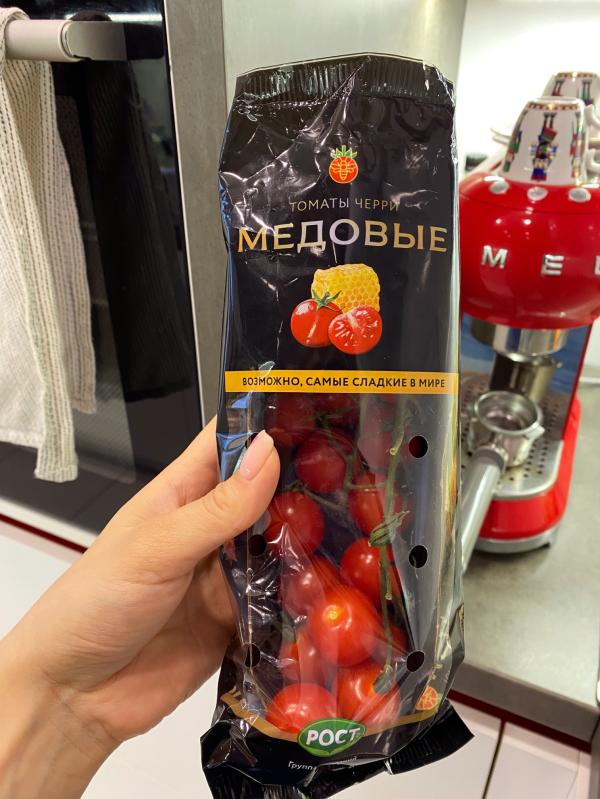 ТОМАТЫ ЧЕРРИ
МЕДОВЫЕ
ВОЗМОЖНО, САМЫЕ СЛАДКИЕ В МИРЕ
РОСТ